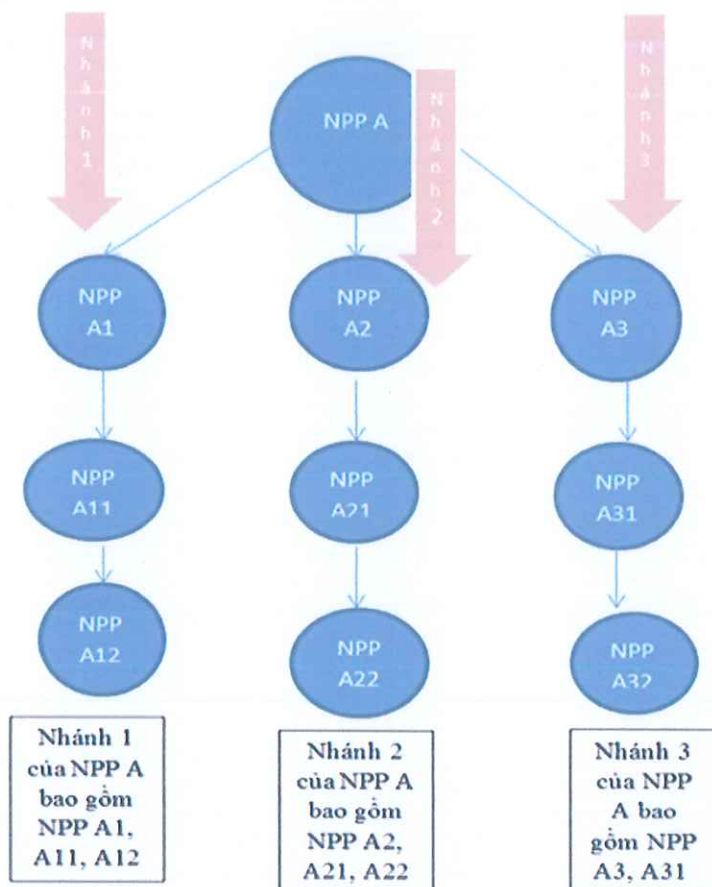 Nhánh 1
Nhánh 2
Nhánh 3
NPP A
NPP
A1
NPP
A2
NPP
A3
NPP
A11
NPP
A21
NPP
A31
NPP
A12
NPP
A22
NPP
A32
Nhánh 1
của NPP A
bao gồm
NPP A1,
A11, A12
Nhánh 2
của NPP A
bao gồm
NPP A2,
A21, A22
Nhánh 3
của NPP
A bao
gồm NPP
A3, A31